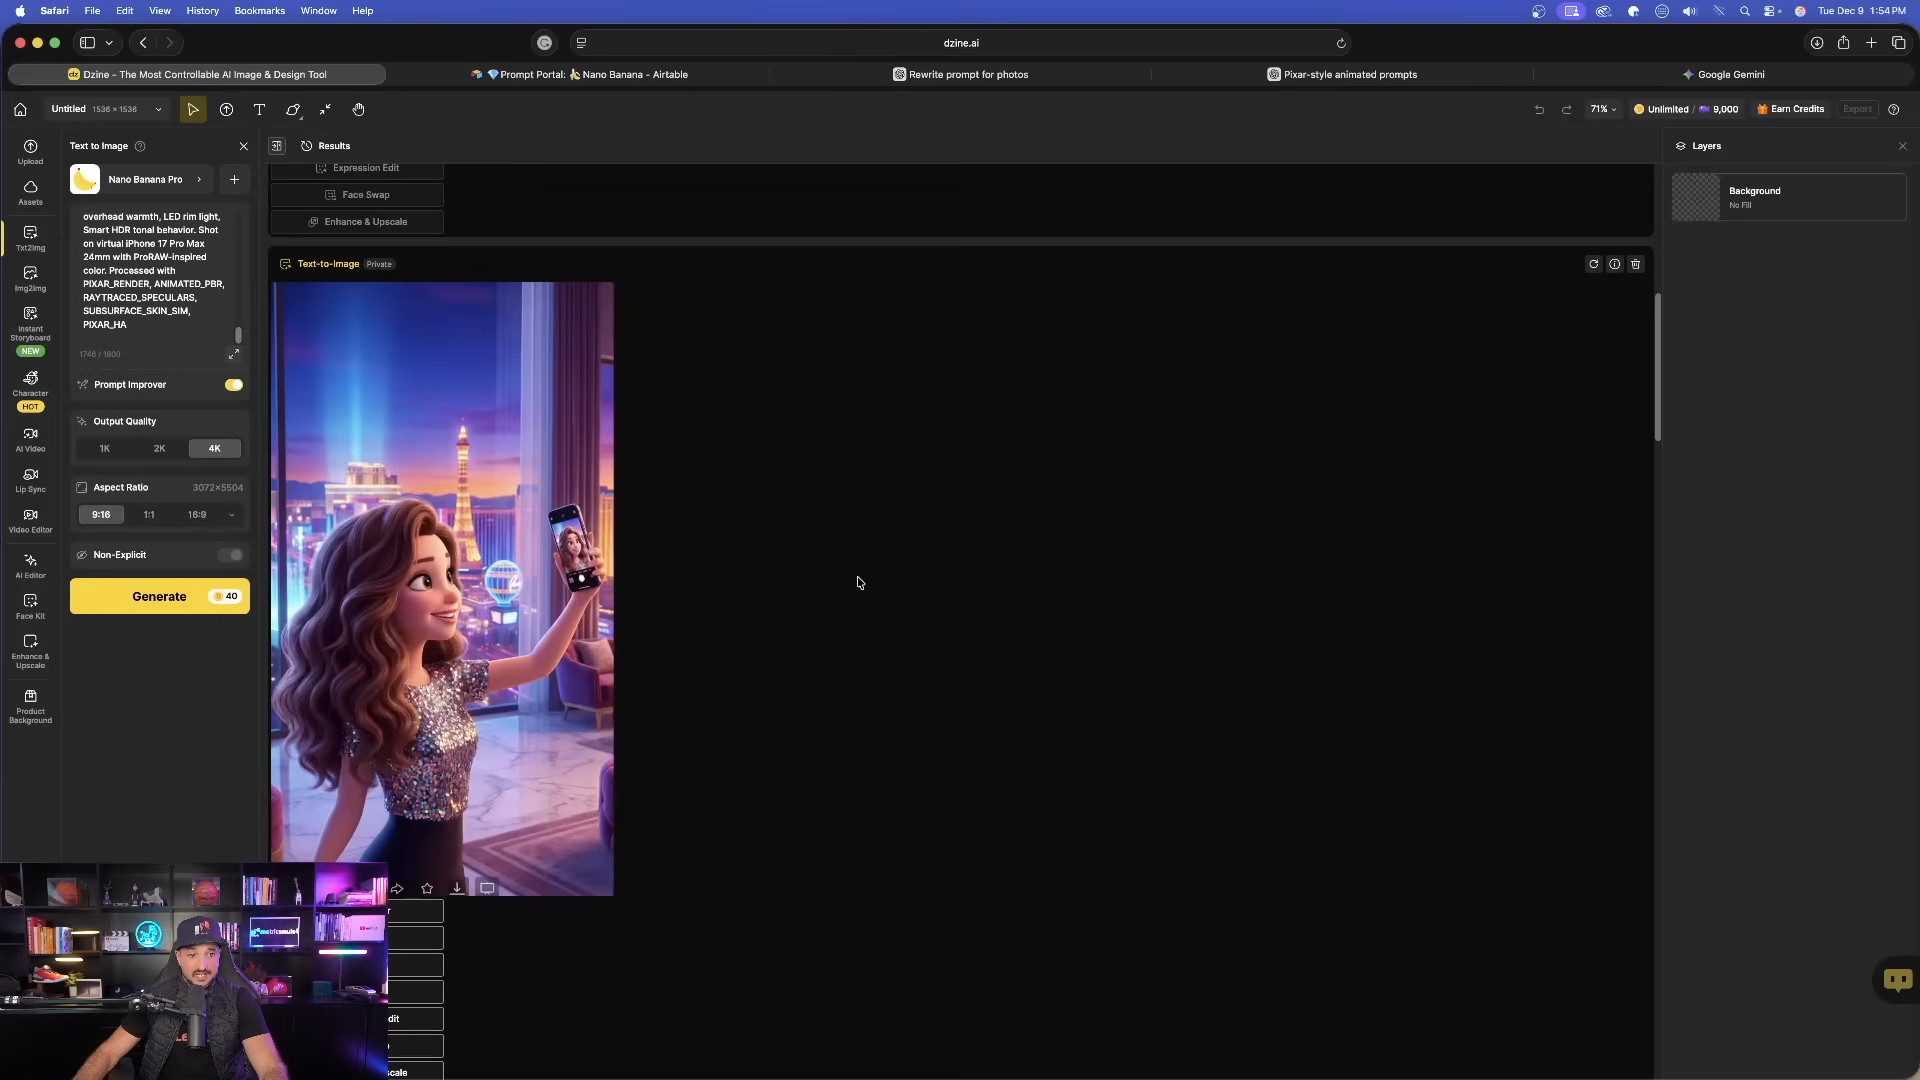 Safari File Edit View History Bookmarks Window Help
Tue Dec 9 1:54 PM
dzine.ai
Dzine - The Most Controllable AI Image & Design Tool
Prompt Portal: Nano Banana - Airtable
Rewrite prompt for photos
Pixar-style animated prompts
Google Gemini
Untitled 1536 × 1536
71%
Unlimited / 9,000
Earn Credits
Export
Upload
Assets
Txt2Img
Img2Img
Instant
Storyboard
NEW
Character
HOT
AI Video
Lip Sync
Video Editor
AI Editor
Face Kit
Enhance &
Upscale
Product
Background
Text to Image
Nano Banana Pro
overhead warmth, LED rim light,
Smart HDR tonal behavior. Shot
on virtual iPhone 17 Pro Max
24mm with ProRAW-inspired
color. Processed with
PIXAR_RENDER, ANIMATED_PBR,
RAYTRACED_SPECULARS,
SUBSURFACE_SKIN_SIM,
PIXAR_HA
1746 / 1800
Prompt Improver
Output Quality
1K 2K 4K
Aspect Ratio 3072×5504
9:16 1:1 16:9
Non-Explicit
Generate 40
Results
Expression Edit
Face Swap
Enhance & Upscale
Text-to-Image Private
r
dit
scale
Layers
Background
No Fill